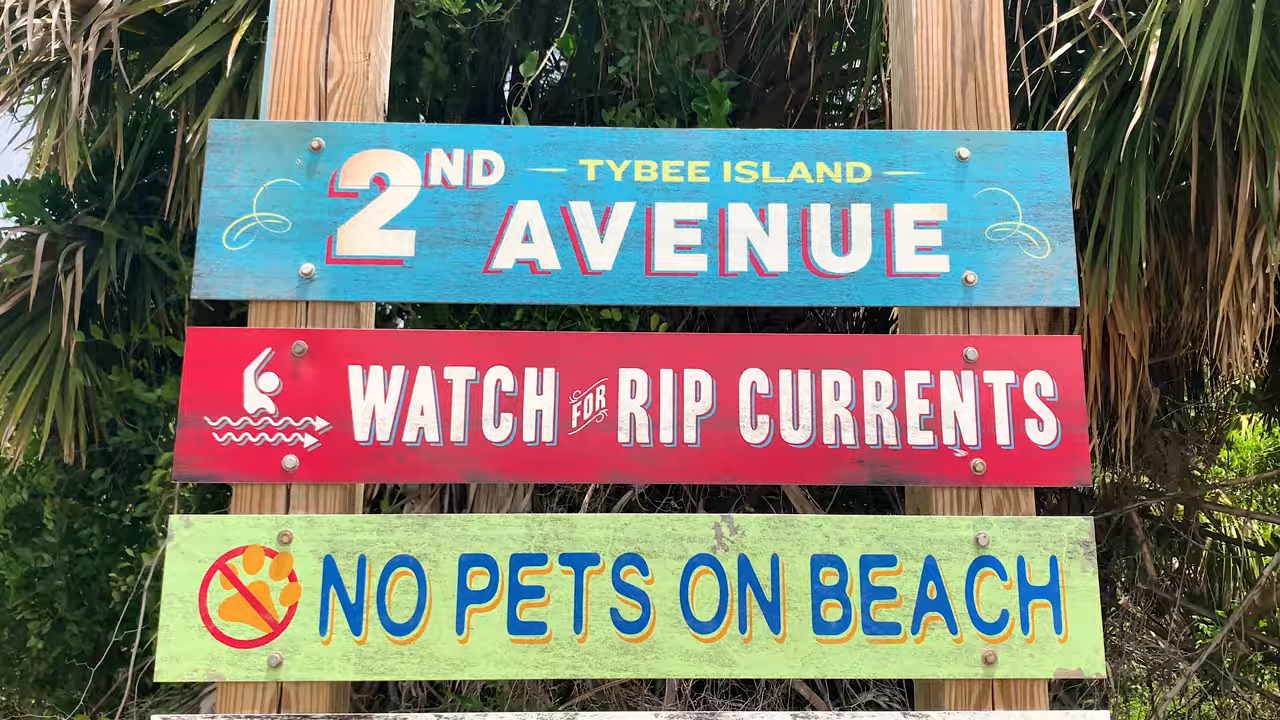 2ND TYBEE ISLAND
AVENUE
WATCH FOR RIP CURRENTS
NO PETS ON BEACH